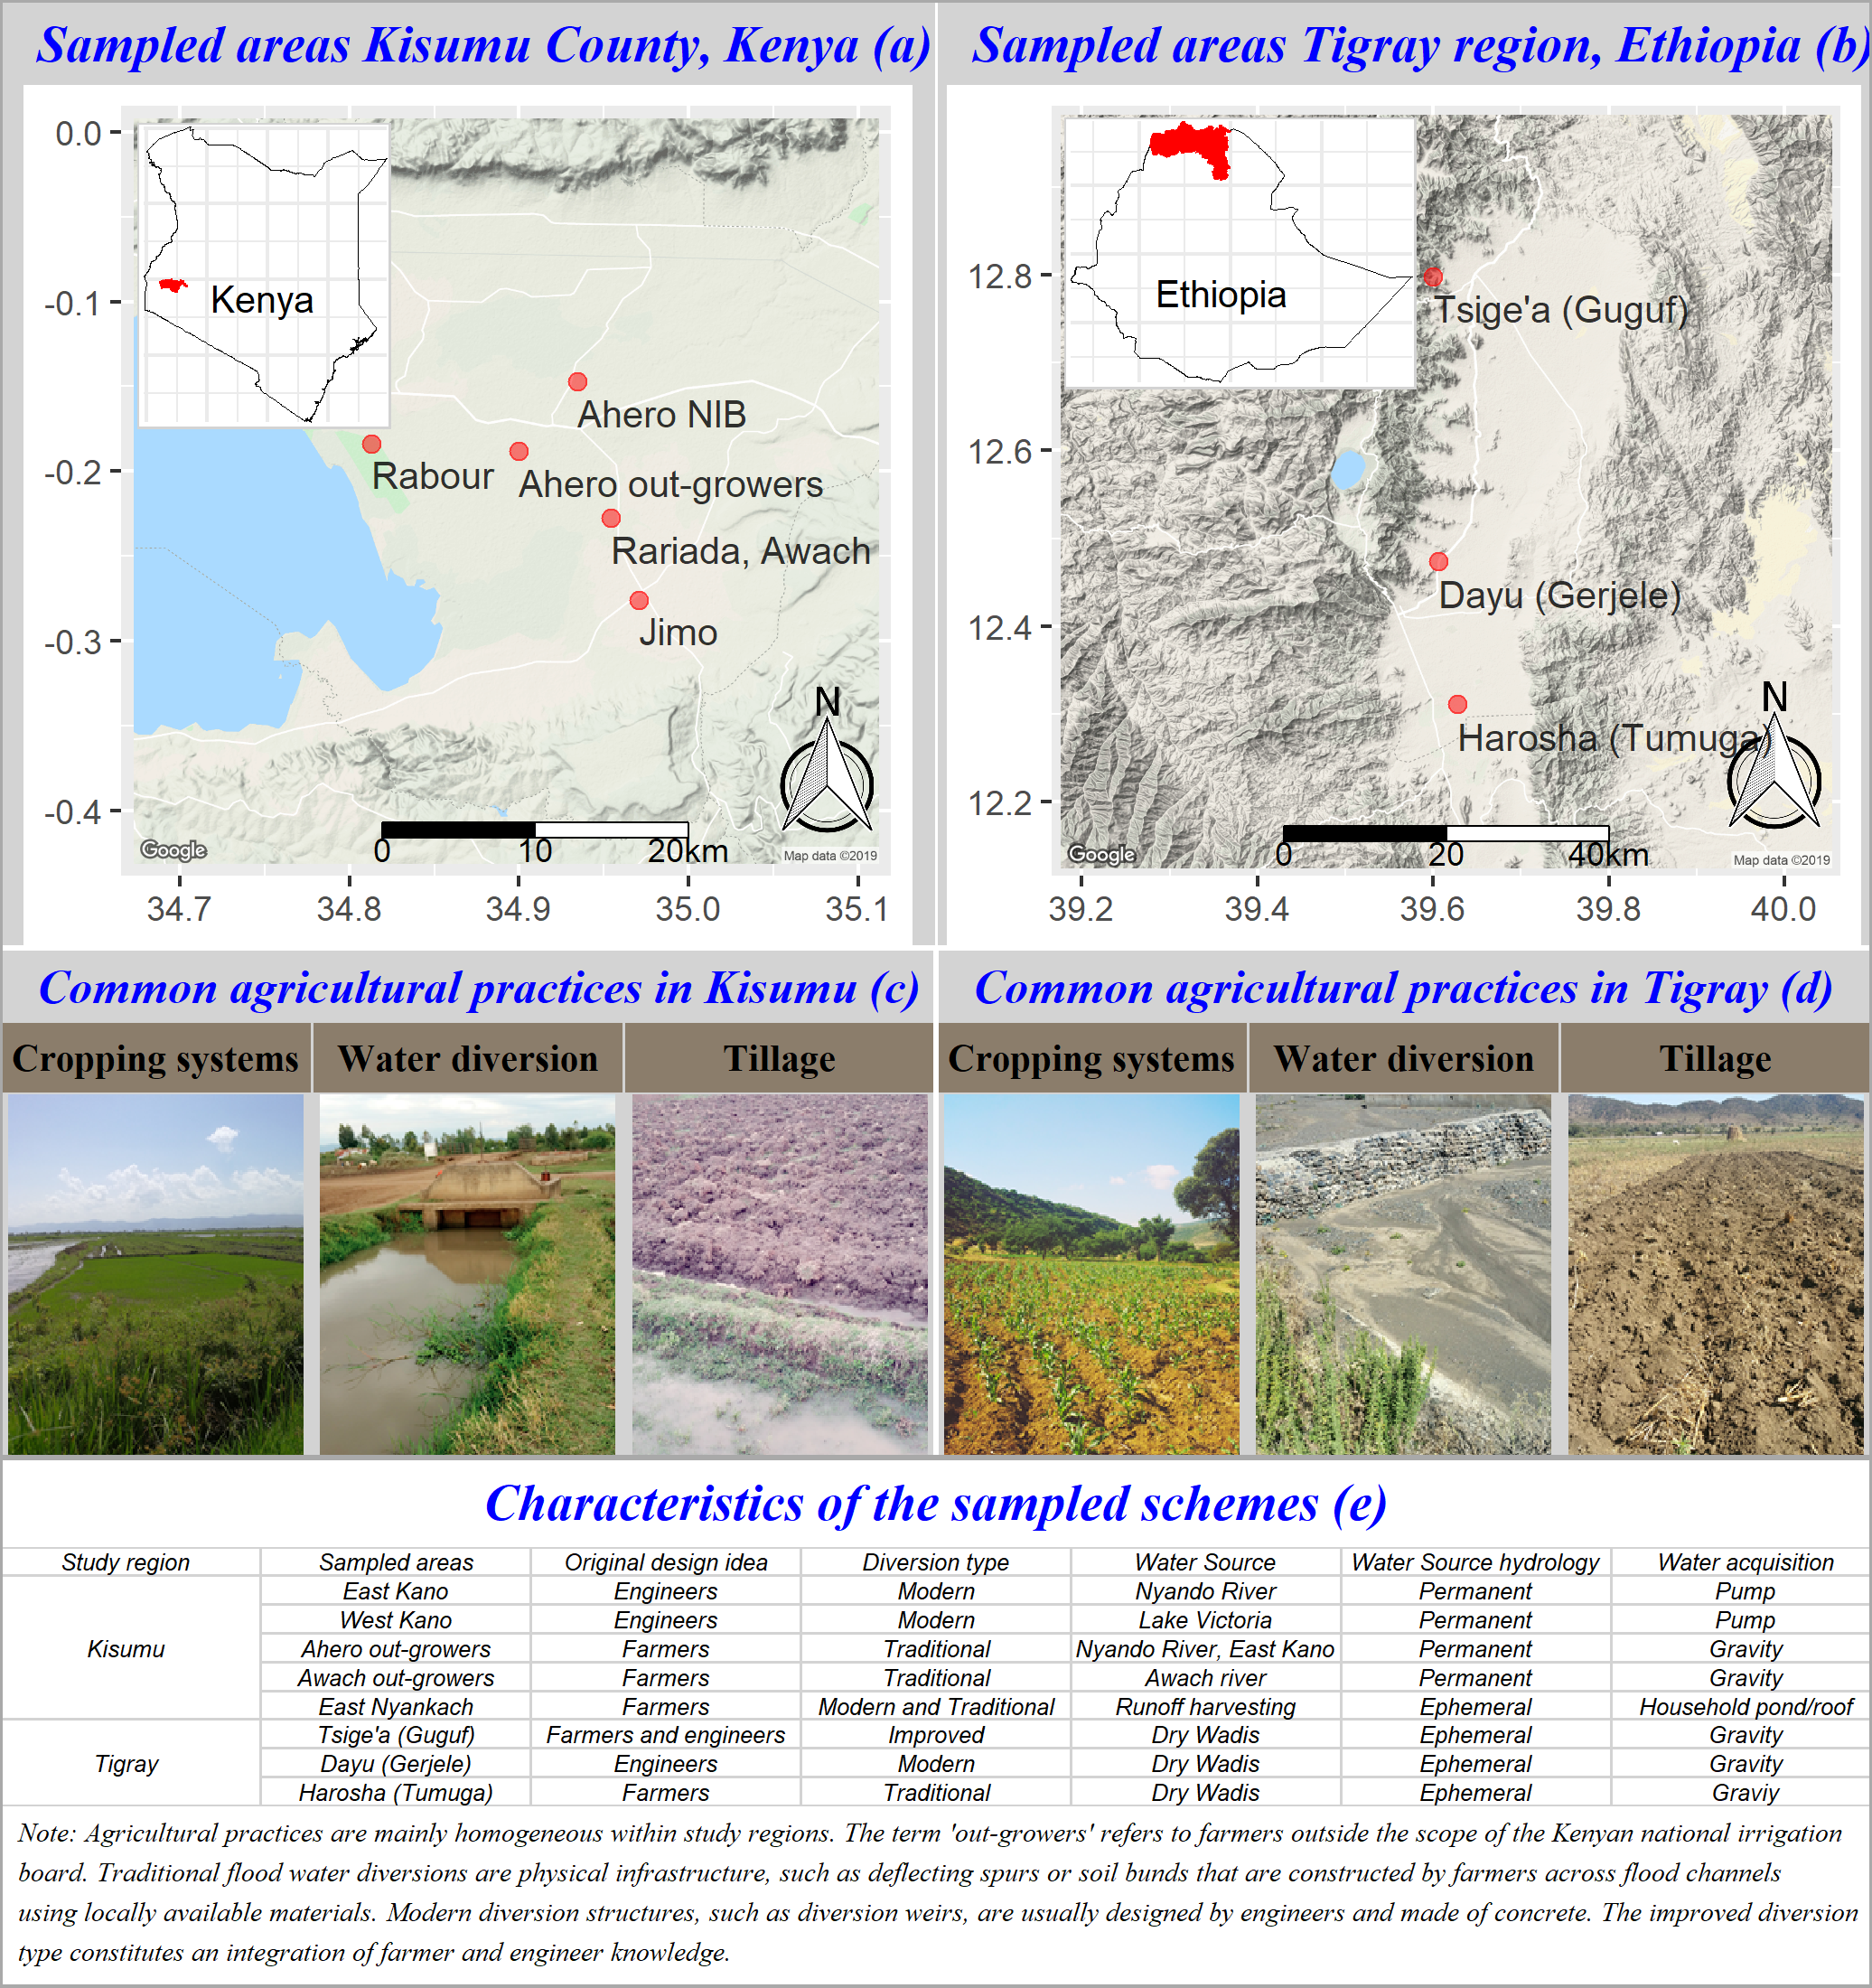 Sampled areas Kisumu County, Kenya (a)
0.0
-0.1
-0.2
-0.3
-0.4
Kenya
Ahero NIB
Rabour
Ahero out-growers
Rariada, Awach
Jimo
N
0 10 20km
Google
Map data ©2019
34.7 34.8 34.9 35.0 35.1
Sampled areas Tigray region, Ethiopia (b)
12.8
12.6
12.4
12.2
Ethiopia
Tsige'a (Guguf)
Dayu (Gerjele)
Harosha (Tumuga)
N
0 20 40km
Google
Map data ©2019
39.2 39.4 39.6 39.8 40.0
Common agricultural practices in Kisumu (c)
Cropping systems Water diversion Tillage
Common agricultural practices in Tigray (d)
Cropping systems Water diversion Tillage
Characteristics of the sampled schemes (e)
Study region Sampled areas Original design idea Diversion type Water Source Water Source hydrology Water acquisition
Kisumu
East Kano Engineers Modern Nyando River Permanent Pump
West Kano Engineers Modern Lake Victoria Permanent Pump
Ahero out-growers Farmers Traditional Nyando River, East Kano Permanent Gravity
Awach out-growers Farmers Traditional Awach river Permanent Gravity
East Nyankach Farmers Modern and Traditional Runoff harvesting Ephemeral Household pond/roof
Tigray
Tsige'a (Guguf) Farmers and engineers Improved Dry Wadis Ephemeral Gravity
Dayu (Gerjele) Engineers Modern Dry Wadis Ephemeral Gravity
Harosha (Tumuga) Farmers Traditional Dry Wadis Ephemeral Graviy
Note: Agricultural practices are mainly homogeneous within study regions. The term 'out-growers' refers to farmers outside the scope of the Kenyan national irrigation
board. Traditional flood water diversions are physical infrastructure, such as deflecting spurs or soil bunds that are constructed by farmers across flood channels
using locally available materials. Modern diversion structures, such as diversion weirs, are usually designed by engineers and made of concrete. The improved diversion
type constitutes an integration of farmer and engineer knowledge.